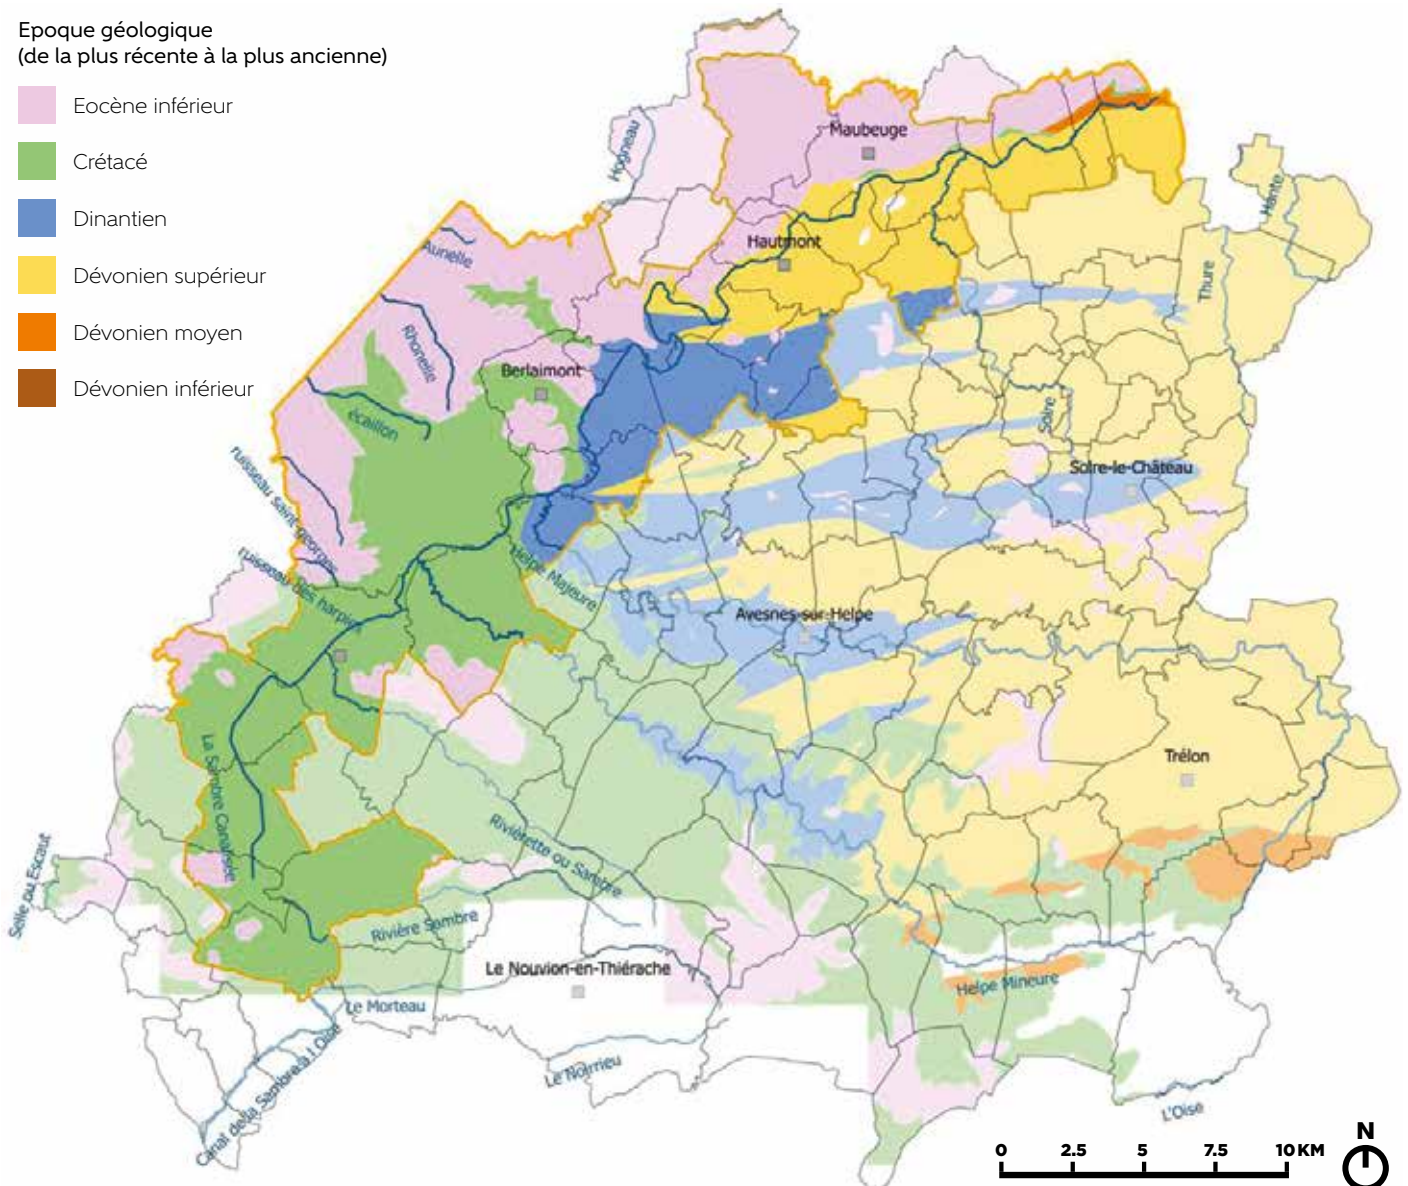 Epoque géologique
(de la plus récente à la plus ancienne)
Eocène inférieur
Crétacé
Dinantien
Dévonien supérieur
Dévonien moyen
Dévonien inférieur
Hogneau
Maubeuge
Hante
Hautmont
Aunelle
Thure
Rhonelle
Berlaimont
écaillon
Solre
ruisseau Saint georges
Solre-le-Château
ruisseau des harpies
Helpe Majeure
Avesnes-sur-Helpe
La Sambre Canalisée
Trélon
Rivièrette ou Sambre
Selle ou Escaut
Rivière Sambre
Le Nouvion-en-Thiérache
Helpe Mineure
Le Morteau
Canal de la Sambre à l'Oise
Le Noirrieu
L'Oise
0 2.5 5 7.5 10 KM
N